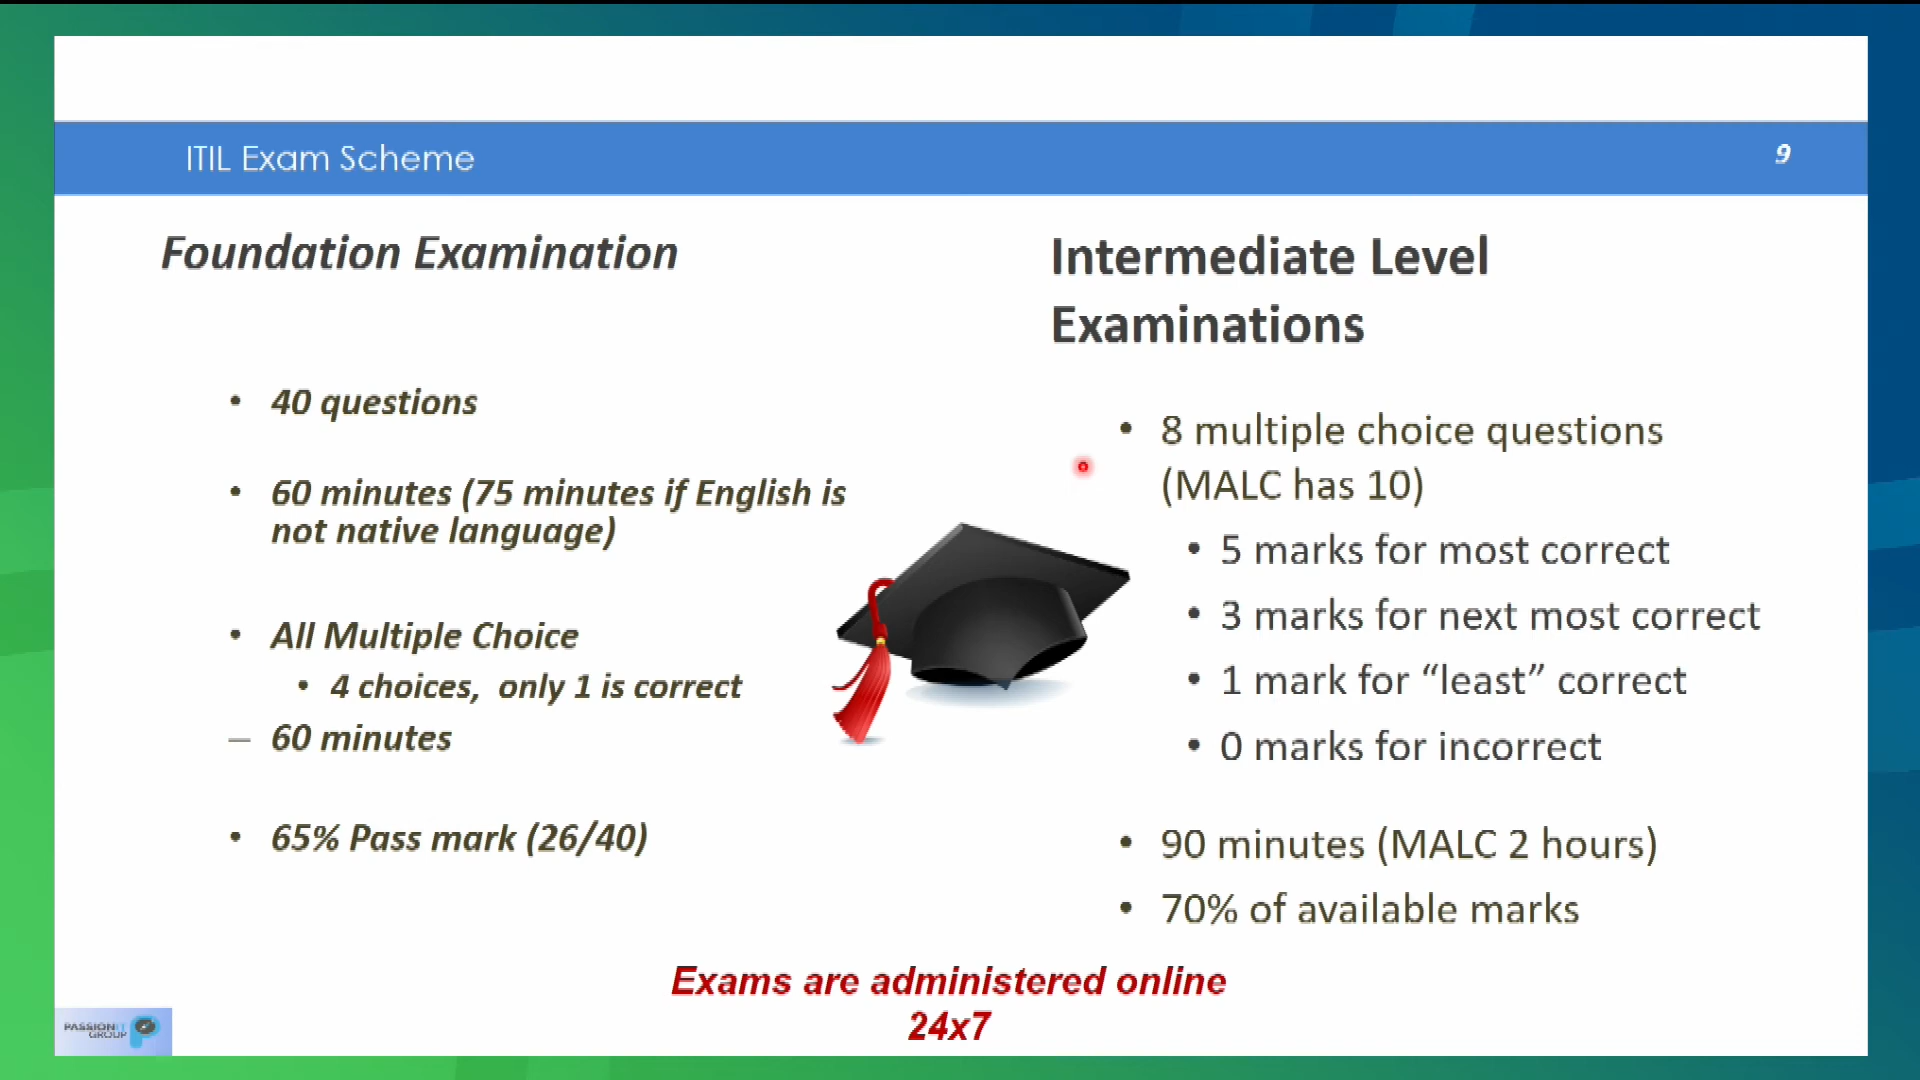 ITIL Exam Scheme
9
Foundation Examination
• 40 questions
• 60 minutes (75 minutes if English is
not native language)
• All Multiple Choice
• 4 choices, only 1 is correct
– 60 minutes
• 65% Pass mark (26/40)
Intermediate Level
Examinations
• 8 multiple choice questions
(MALC has 10)
• 5 marks for most correct
• 3 marks for next most correct
• 1 mark for “least” correct
• 0 marks for incorrect
• 90 minutes (MALC 2 hours)
• 70% of available marks
Exams are administered online
24x7
PASSIONIT
GROUP